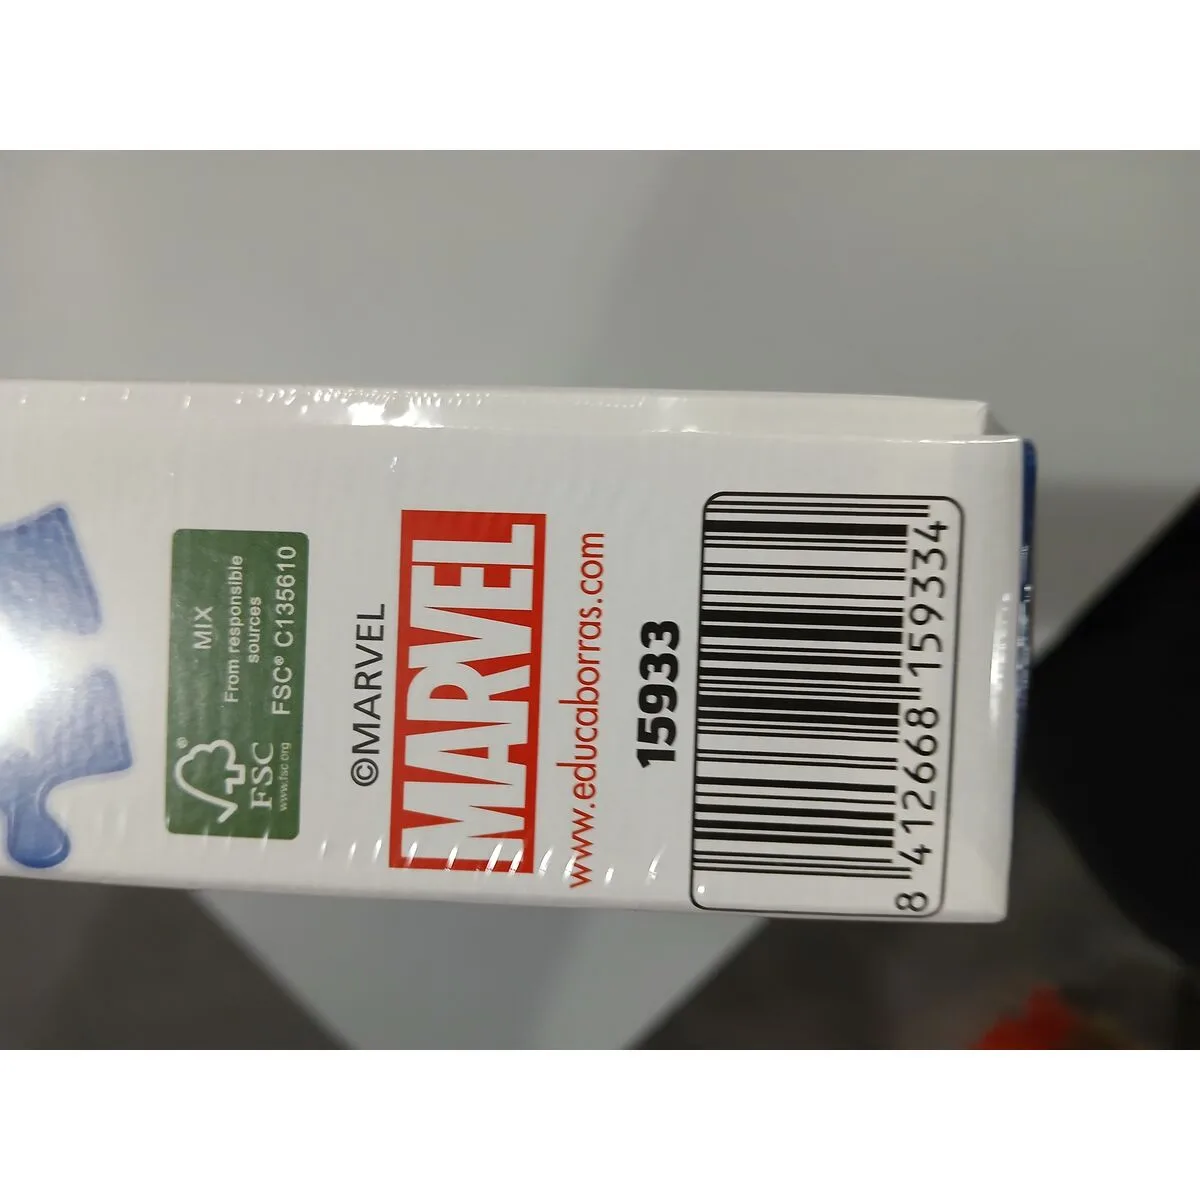 MIX
From responsible
sources
FSC® C135610
®
FSC
www.fsc.org
©MARVEL
MARVEL
www.educaborras.com
15933
8 412668 159334